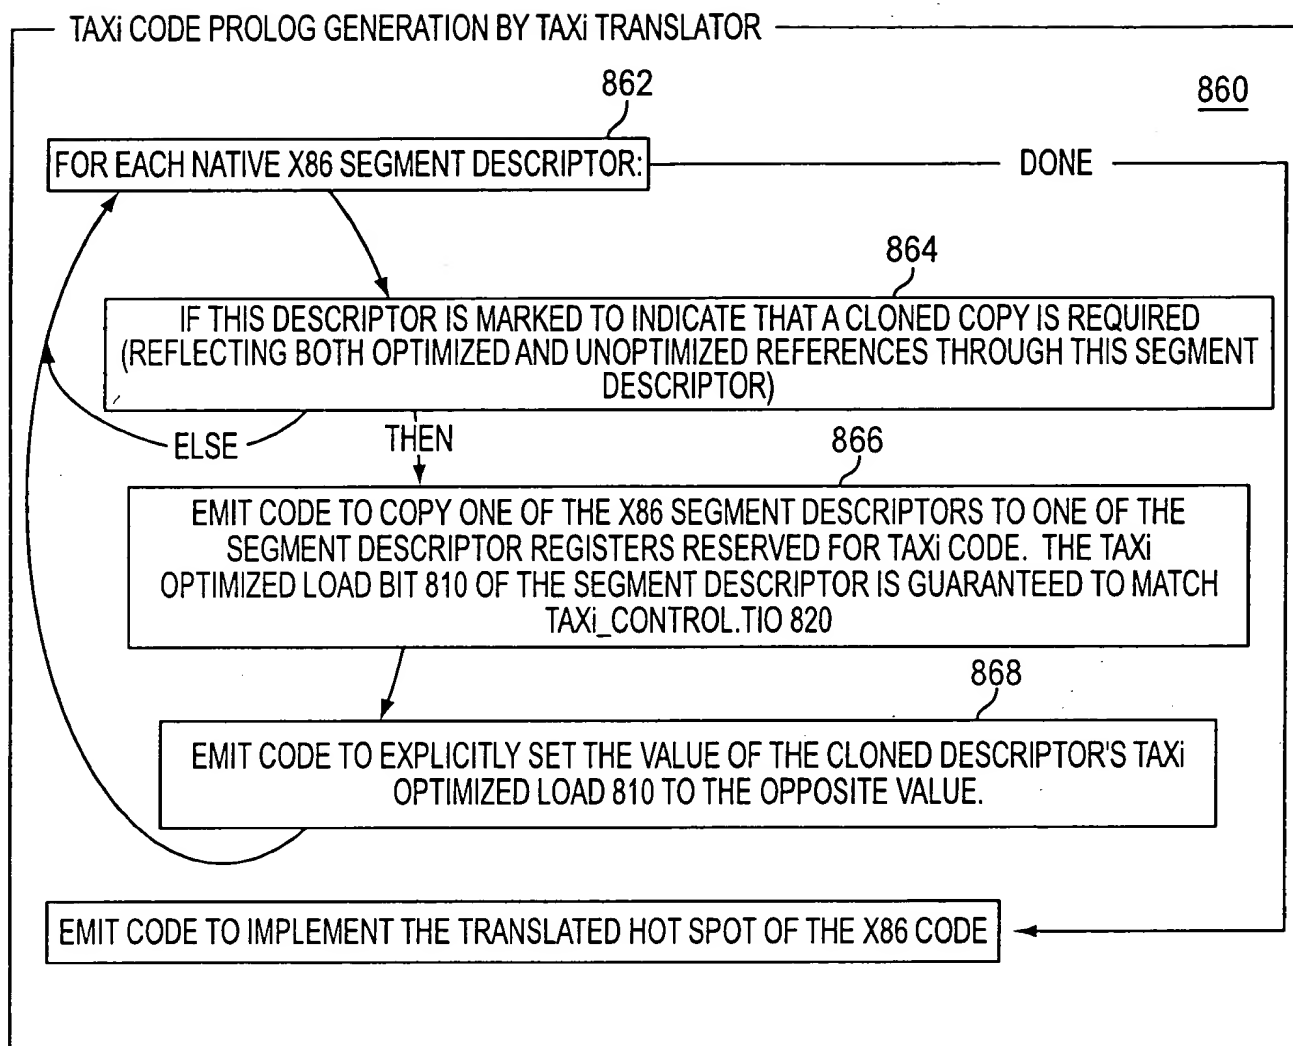 TAXi CODE PROLOG GENERATION BY TAXi TRANSLATOR
860
862
FOR EACH NATIVE X86 SEGMENT DESCRIPTOR:
DONE
864
IF THIS DESCRIPTOR IS MARKED TO INDICATE THAT A CLONED COPY IS REQUIRED
(REFLECTING BOTH OPTIMIZED AND UNOPTIMIZED REFERENCES THROUGH THIS SEGMENT
DESCRIPTOR)
ELSE
THEN
866
EMIT CODE TO COPY ONE OF THE X86 SEGMENT DESCRIPTORS TO ONE OF THE
SEGMENT DESCRIPTOR REGISTERS RESERVED FOR TAXi CODE. THE TAXi
OPTIMIZED LOAD BIT 810 OF THE SEGMENT DESCRIPTOR IS GUARANTEED TO MATCH
TAXi_CONTROL.TIO 820
868
EMIT CODE TO EXPLICITLY SET THE VALUE OF THE CLONED DESCRIPTOR'S TAXi
OPTIMIZED LOAD 810 TO THE OPPOSITE VALUE.
EMIT CODE TO IMPLEMENT THE TRANSLATED HOT SPOT OF THE X86 CODE